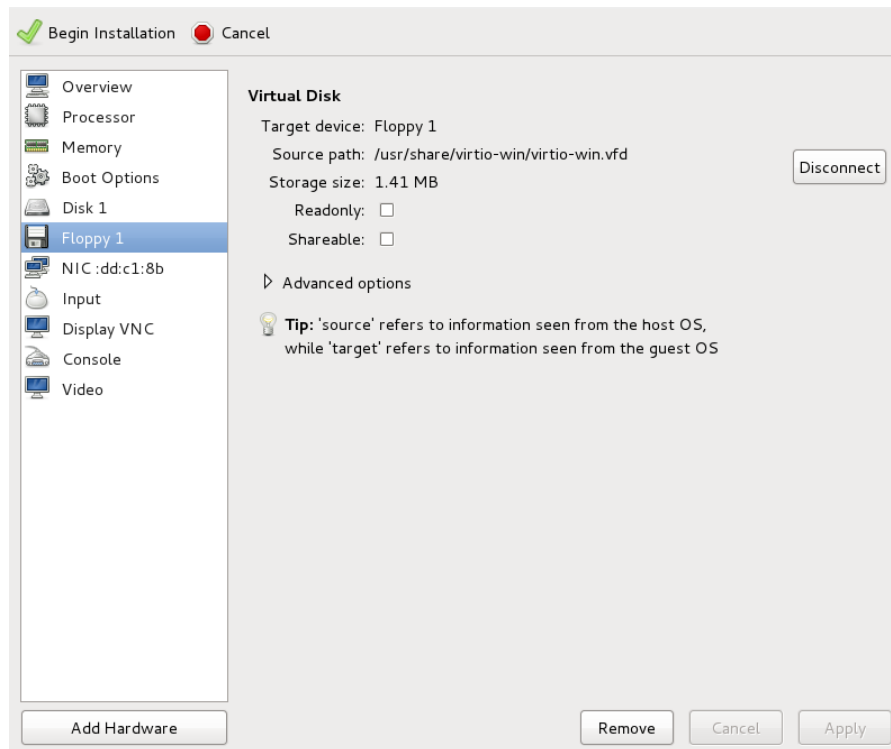 Begin Installation Cancel
Overview
Processor
Memory
Boot Options
Disk 1
Floppy 1
NIC :dd:c1:8b
Input
Display VNC
Console
Video
Add Hardware
Virtual Disk
Target device: Floppy 1
Source path: /usr/share/virtio-win/virtio-win.vfd
Disconnect
Storage size: 1.41 MB
Readonly:
Shareable:
Advanced options
Tip: 'source' refers to information seen from the host OS,
while 'target' refers to information seen from the guest OS
Remove Cancel Apply